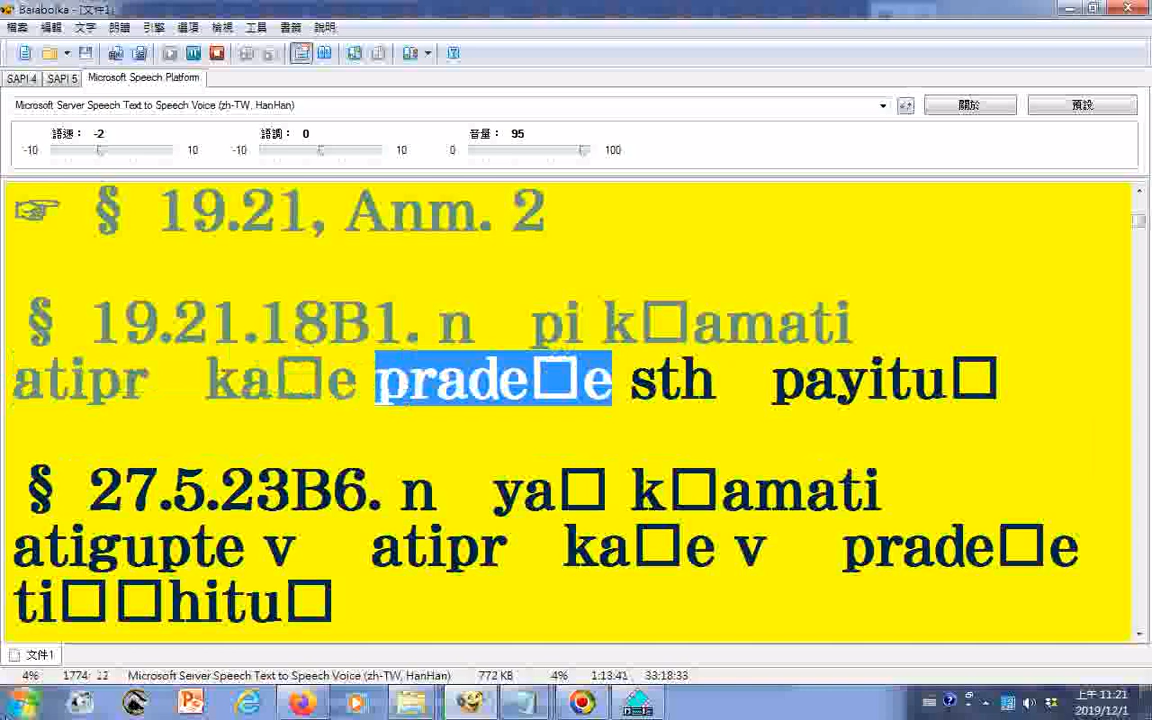 Balabolka - [文件1]
檔案 編輯 文字 朗讀 引擎 選項 檢視 工具 書籤 說明
SAPI 4 SAPI 5 Microsoft Speech Platform
Microsoft Server Speech Text to Speech Voice (zh-TW, HanHan) 關於 預設
語速： -2 語調： 0 音量： 95
-10 10 -10 10 0 100
☞ § 19.21, Anm. 2
§ 19.21.18B1. n pi k□amati
atipr ka□e prade□e sth payitu□
§ 27.5.23B6. n ya□ k□amati
atigupte v atipr ka□e v prade□e
ti□□hitu□
文件1
4% 1774: 12 Microsoft Server Speech Text to Speech Voice (zh-TW, HanHan) 772 KB 4% 1:13:41 33:18:33
上午 11:21
2019/12/1